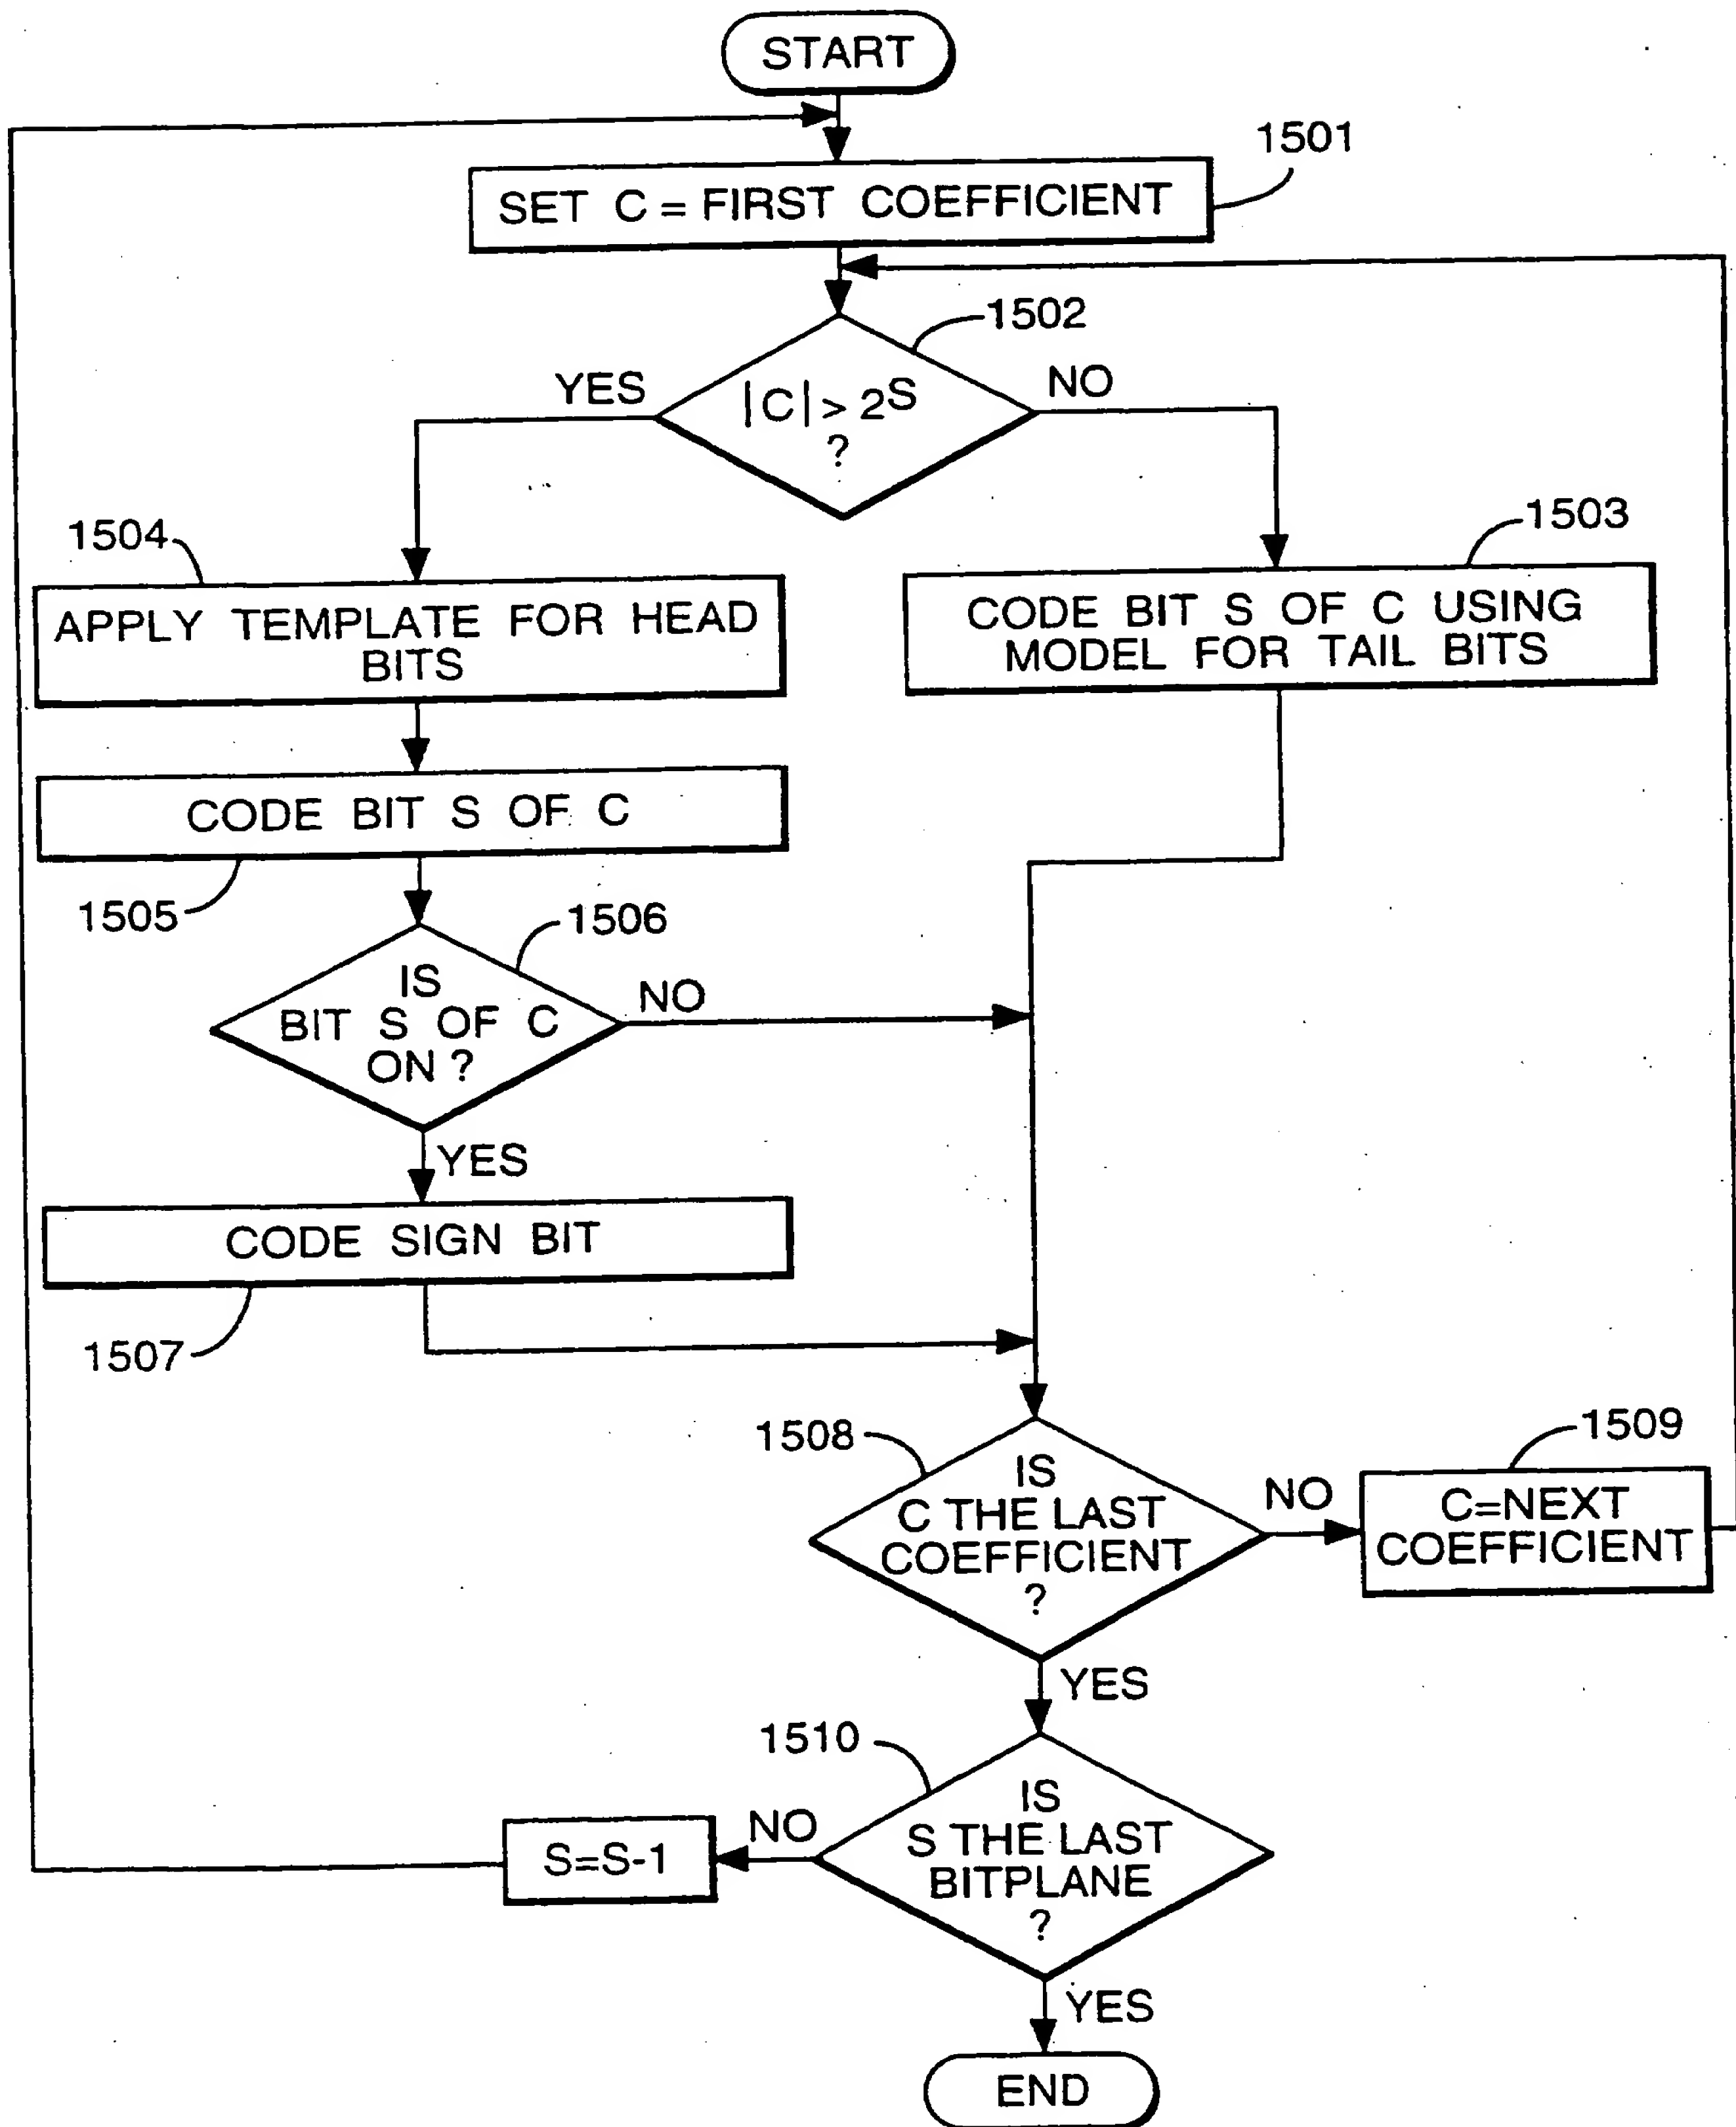 START
1501
SET C = FIRST COEFFICIENT
1502
YES
|C| > 2^S
?
NO
1504
1503
APPLY TEMPLATE FOR HEAD
BITS
CODE BIT S OF C USING
MODEL FOR TAIL BITS
CODE BIT S OF C
1505
1506
IS
BIT S OF C
ON ?
NO
YES
CODE SIGN BIT
1507
1508
1509
IS
C THE LAST
COEFFICIENT
?
NO
C=NEXT
COEFFICIENT
YES
1510
IS
S THE LAST
BITPLANE
?
NO
S=S-1
YES
END